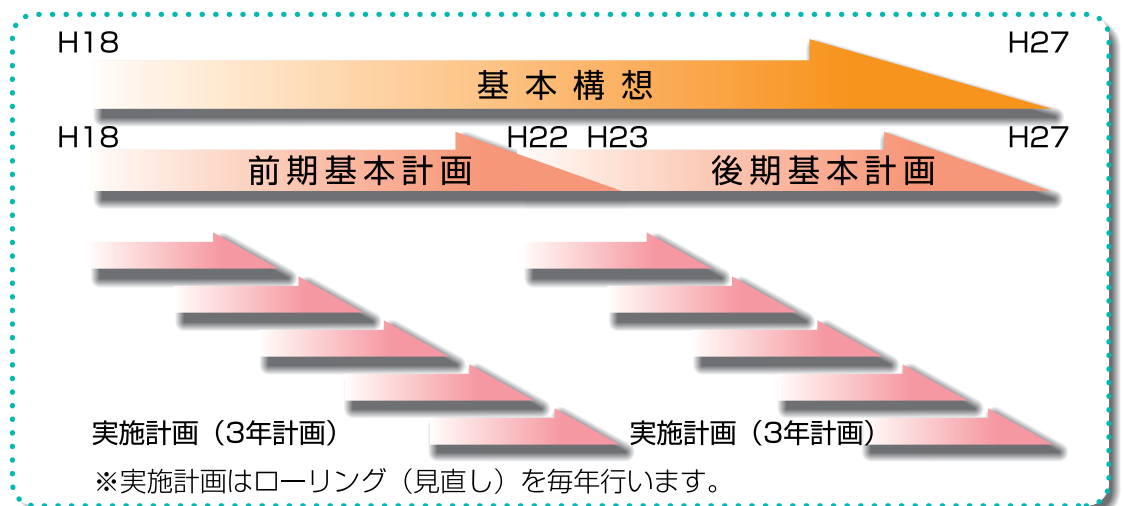 H18 H27
基本構想
H18 H22 H23 H27
前期基本計画 後期基本計画
実施計画（3年計画） 実施計画（3年計画）
※実施計画はローリング（見直し）を毎年行います。